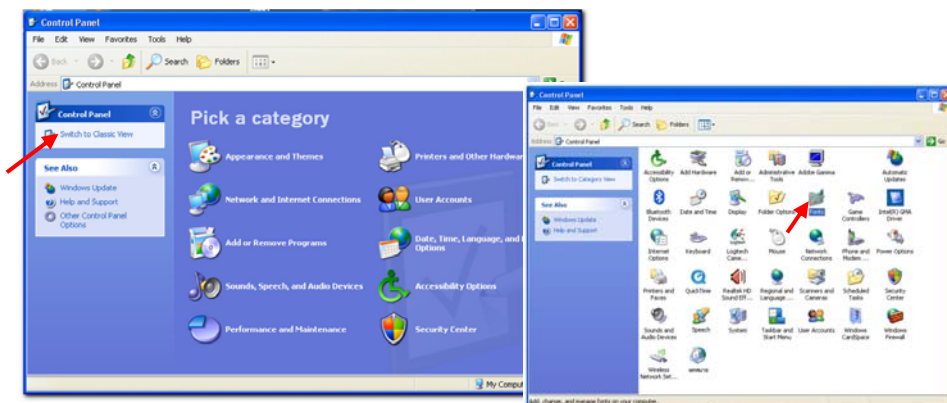 Control Panel
File Edit View Favorites Tools Help
Back Search Folders
Address Control Panel
Control Panel
Switch to Classic View
See Also
Windows Update
Help and Support
Other Control Panel
Options
Pick a category
Appearance and Themes
Printers and Other Hardwar
Network and Internet Connections
User Accounts
Add or Remove Programs
Date, Time, Language, and
Options
Sounds, Speech, and Audio Devices
Accessibility Options
Performance and Maintenance
Security Center
My Comput
Control Panel
File Edit View Favorites Tools Help
Back Search Folders
Address Control Panel Go
Control Panel
Switch to Category View
See Also
Windows Update
Help and Support
Accessibility
Options
Add Hardware
Add or
Remov...
Administrative
Tools
Adobe Gamma
Automatic
Updates
Bluetooth
Devices
Date and Time
Display
Folder Options
Fonts
Game
Controllers
Intel(R) GMA
Driver
Internet
Options
Keyboard
Logitech
Came...
Mouse
Network
Connections
Phone and
Modem ...
Power Options
Printers and
Faxes
QuickTime
Realtek HD
Sound Eff...
Regional and
Language ...
Scanners and
Cameras
Scheduled
Tasks
Security
Center
Sounds and
Audio Devices
Speech
System
Taskbar and
Start Menu
User Accounts
Windows
CardSpace
Windows
Firewall
Wireless
Network Set...
Add, change, and manage fonts on your computer.